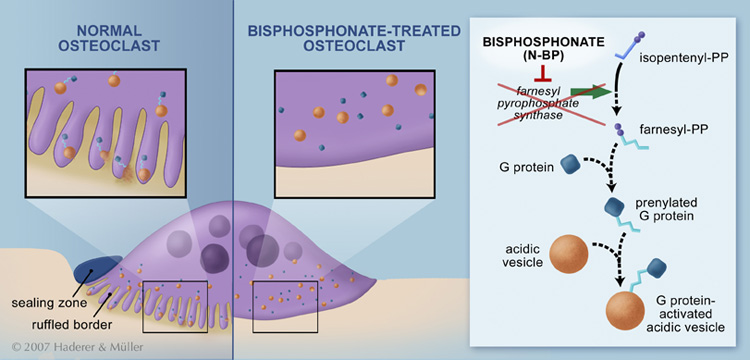 NORMAL
OSTEOCLAST
BISPHOSPHONATE-TREATED
OSTEOCLAST
sealing zone
ruffled border
© 2007 Haderer & Müller
BISPHOSPHONATE
(N-BP)
isopentenyl-PP
farnesyl
pyrophosphate
synthase
farnesyl-PP
G protein
prenylated
G protein
acidic
vesicle
G protein-
activated
acidic vesicle